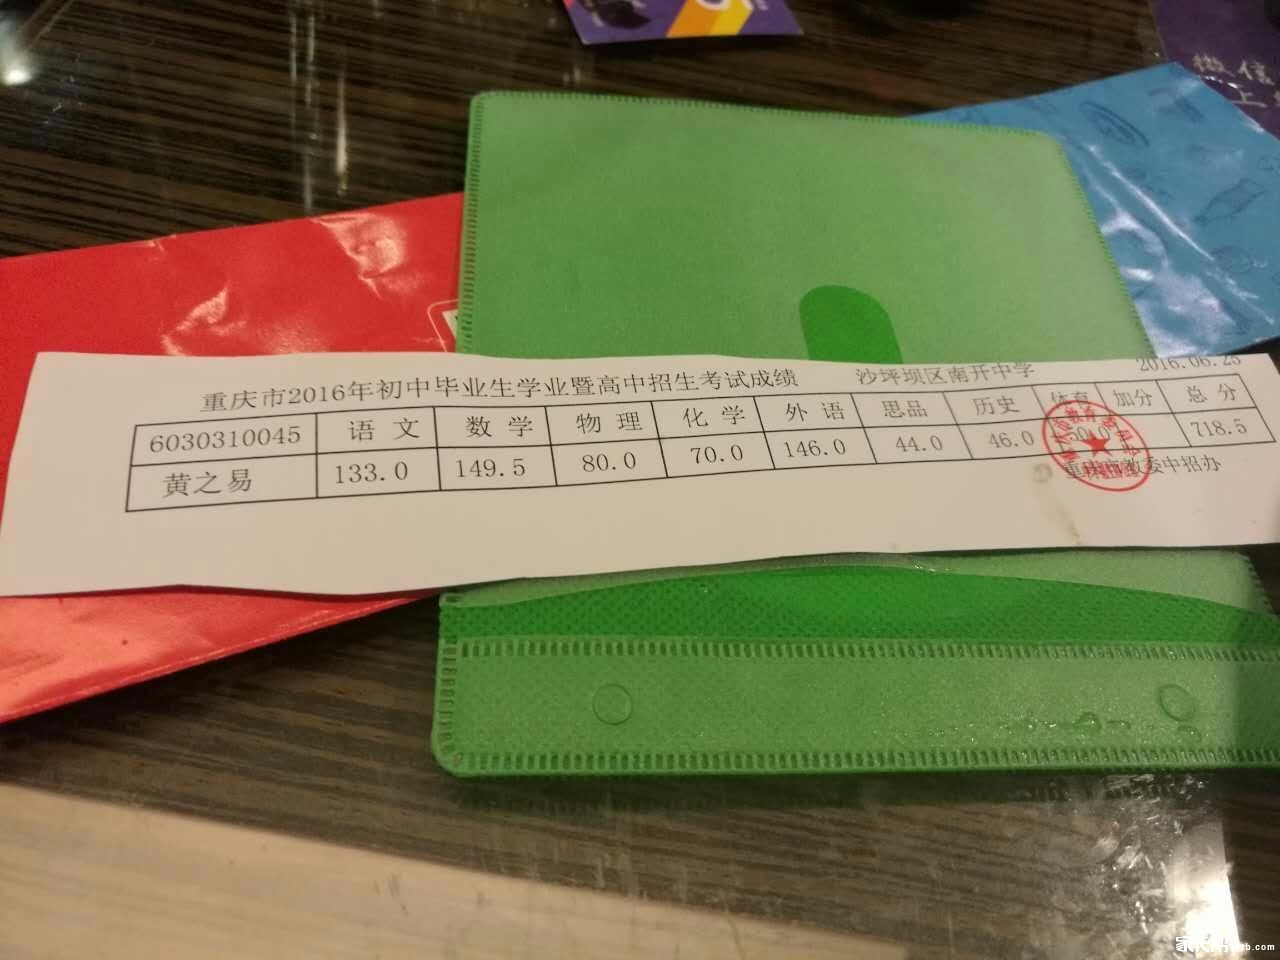 微信
上
重庆市2016年初中毕业生学业暨高中招生考试成绩 沙坪坝区南开中学 2016.06.25
6030310045 语文 数学 物理 化学 外语 思品 历史 体育 加分 总分
黄之易 133.0 149.5 80.0 70.0 146.0 44.0 46.0 50.0 718.5
重庆市教委中招办